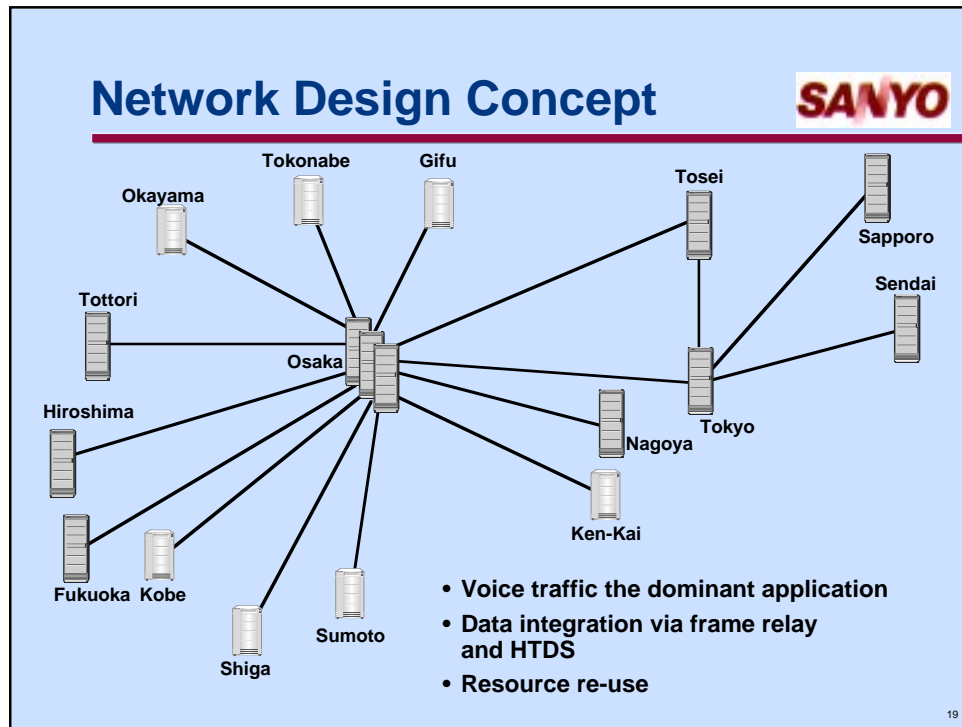 Network Design Concept
SANYO
Tokonabe
Gifu
Tosei
Okayama
Sapporo
Sendai
Tottori
Osaka
Hiroshima
Tokyo
Nagoya
Ken-Kai
Fukuoka
Kobe
Sumoto
Shiga
• Voice traffic the dominant application
• Data integration via frame relay
and HTDS
• Resource re-use
19